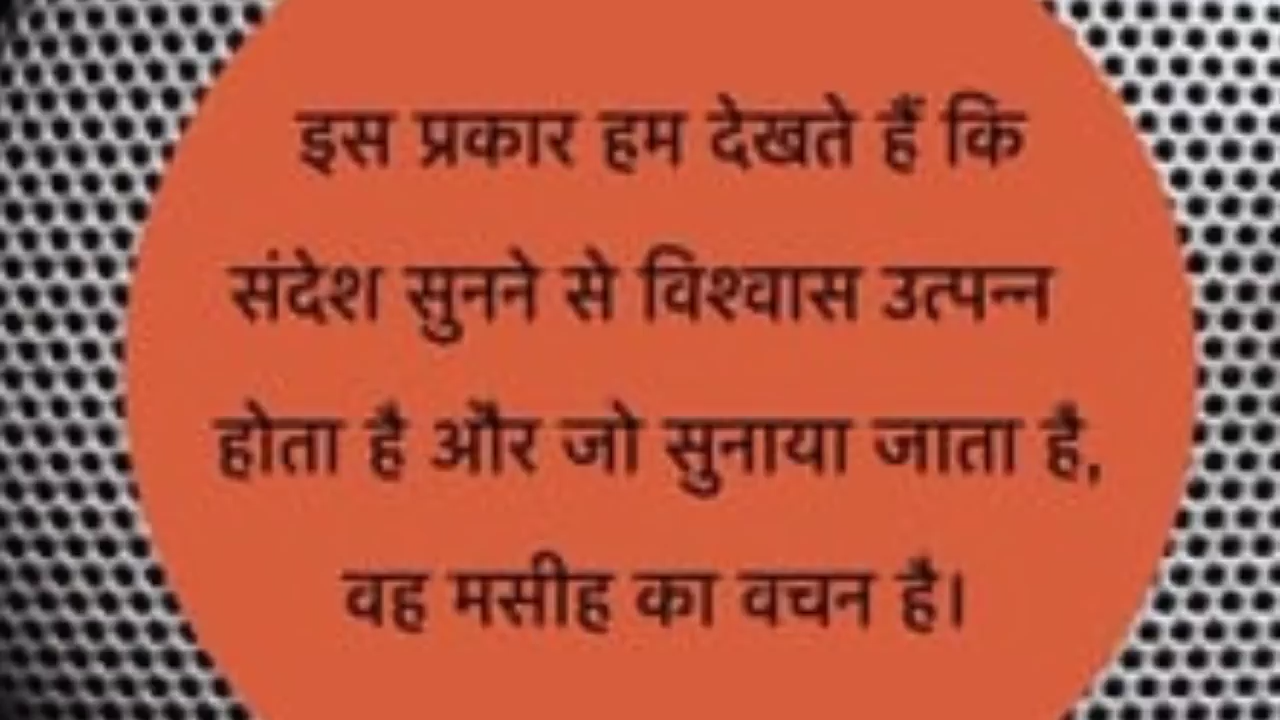 इस प्रकार हम देखते हैं कि
संदेश सुनने से विश्वास उत्पन्न
होता है और जो सुनाया जाता है,
वह मसीह का वचन है।